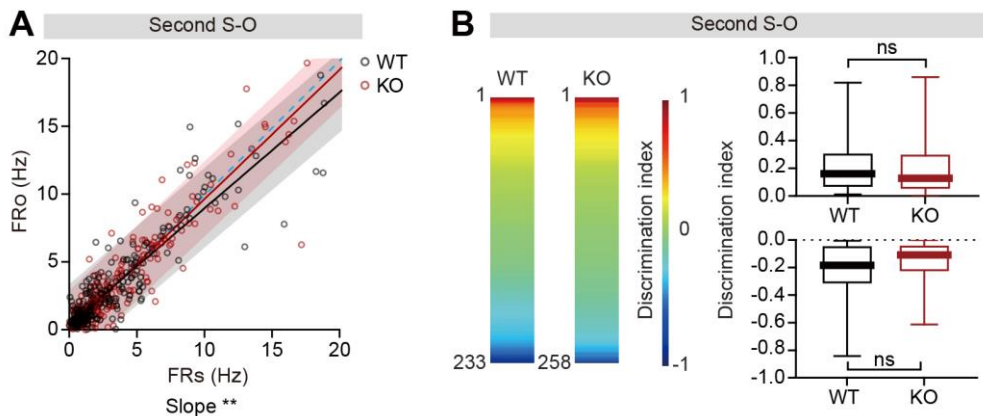 A
Second S-O
WT
KO
FRo (Hz)
20
15
10
5
0
0 5 10 15 20
FRs (Hz)
Slope **
B
Second S-O
WT KO
1 1
233 258
1
0
-1
Discrimination index
Discrimination index
1.0
0.8
0.6
0.4
0.2
0.0
ns
WT KO
Discrimination index
0.0
-0.2
-0.4
-0.6
-0.8
-1.0
ns
WT KO